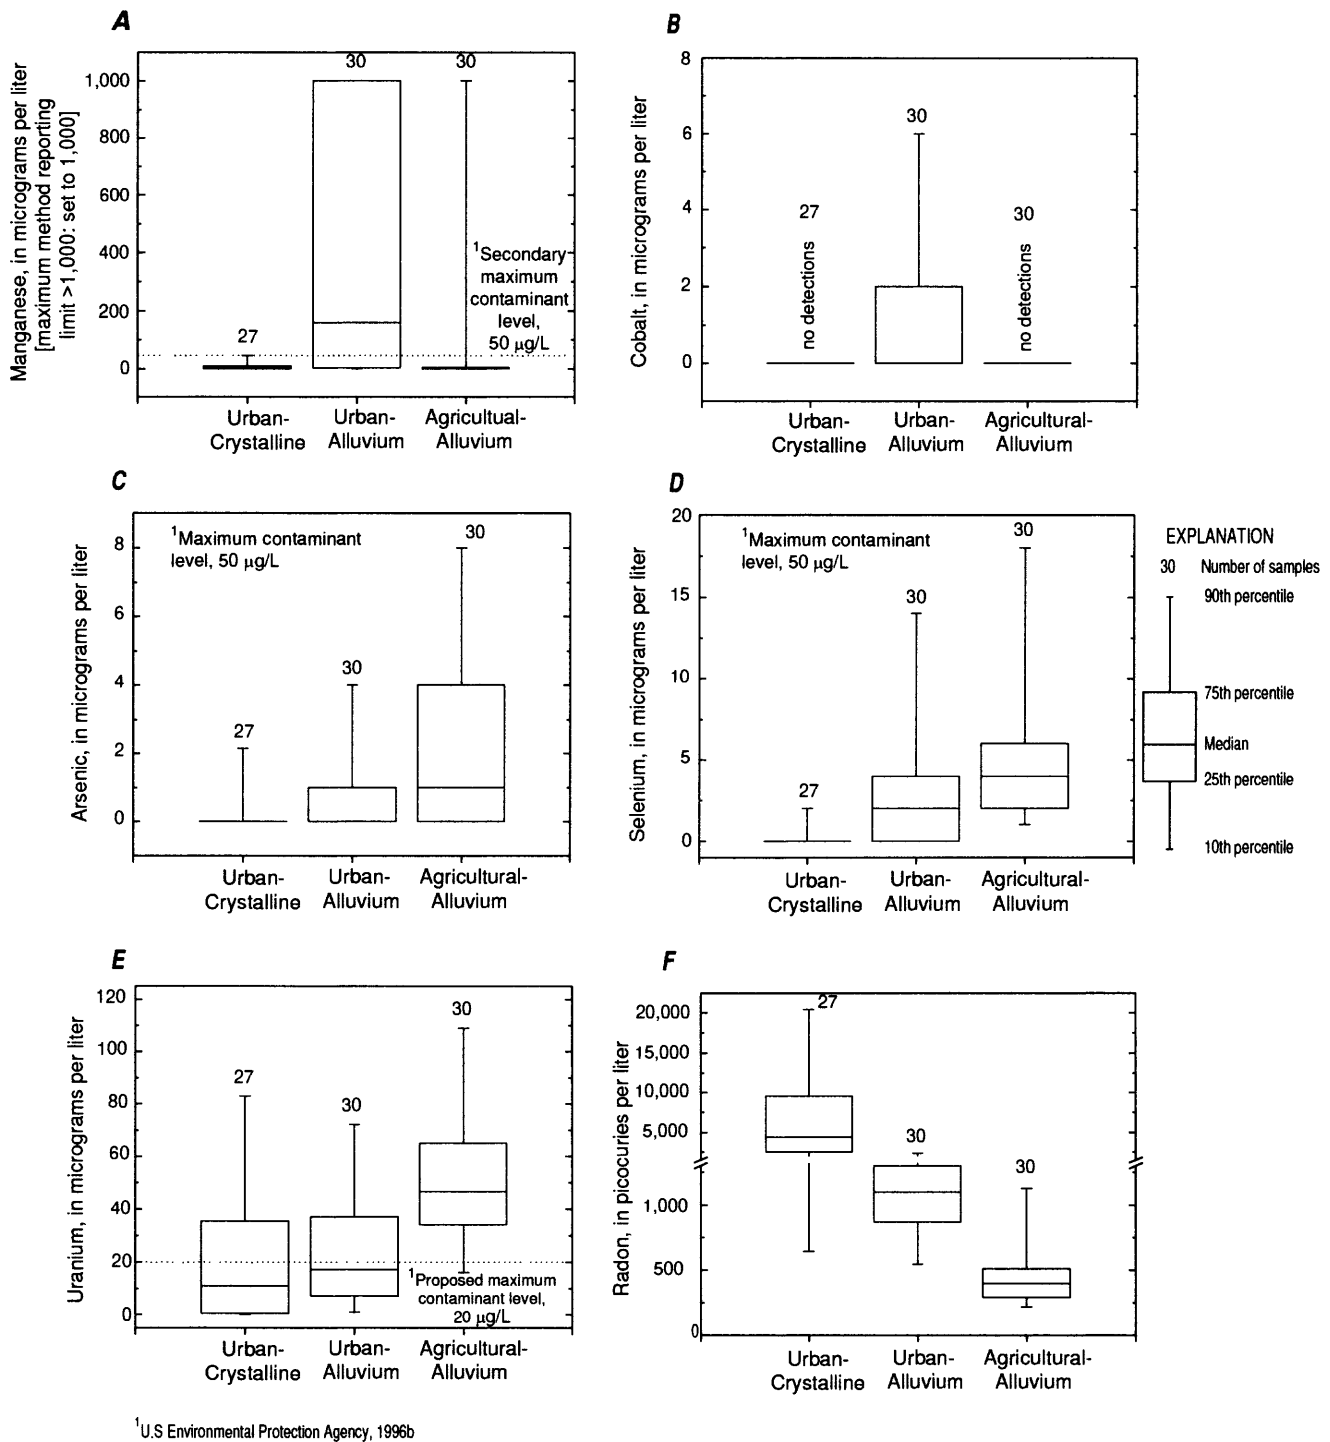 A
Manganese, in micrograms per liter
[maximum method reporting
limit >1,000: set to 1,000]
1,000
800
600
400
200
0
27
30
30
1Secondary
maximum
contaminant
level,
50 µg/L
Urban-
Crystalline
Urban-
Alluvium
Agricultual-
Alluvium
B
Cobalt, in micrograms per liter
8
6
4
2
0
27
no detections
30
30
no detections
Urban-
Crystalline
Urban-
Alluvium
Agricultural-
Alluvium
C
Arsenic, in micrograms per liter
8
6
4
2
0
1Maximum contaminant
level, 50 µg/L
27
30
30
Urban-
Crystalline
Urban-
Alluvium
Agricultural-
Alluvium
D
Selenium, in micrograms per liter
20
15
10
5
0
1Maximum contaminant
level, 50 µg/L
27
30
30
Urban-
Crystalline
Urban-
Alluvium
Agricultural-
Alluvium
EXPLANATION
30 Number of samples
90th percentile
75th percentile
Median
25th percentile
10th percentile
E
Uranium, in micrograms per liter
120
100
80
60
40
20
0
27
30
30
1Proposed maximum
contaminant level,
20 µg/L
Urban-
Crystalline
Urban-
Alluvium
Agricultural-
Alluvium
F
Radon, in picocuries per liter
20,000
15,000
10,000
5,000
1,000
500
0
27
30
30
Urban-
Crystalline
Urban-
Alluvium
Agricultural-
Alluvium
1U.S Environmental Protection Agency, 1996b